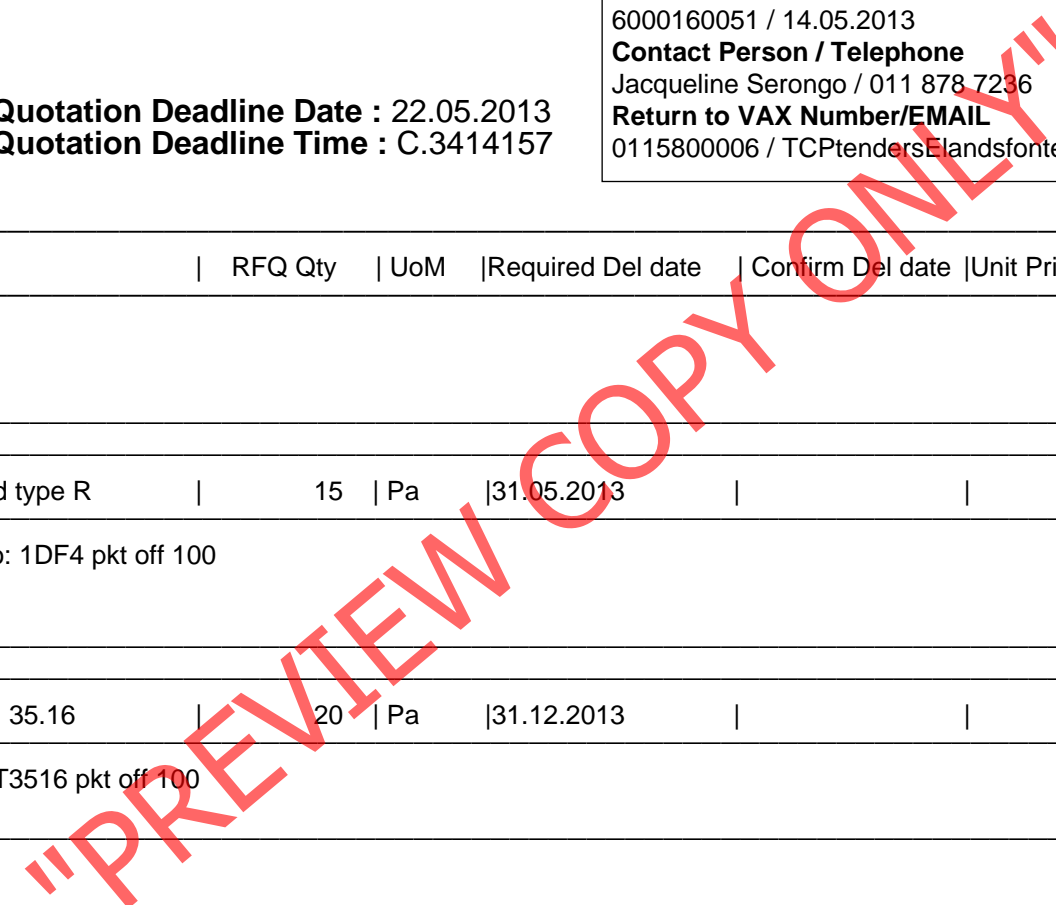 6000160051 / 14.05.2013
Contact Person / Telephone
Jacqueline Serongo / 011 878 7236
Return to VAX Number/EMAIL
0115800006 / TCPtendersElandsfonte
Quotation Deadline Date : 22.05.2013
Quotation Deadline Time : C.3414157
| RFQ Qty | UoM |Required Del date | Confirm Del date |Unit Pri
d type R | 15 | Pa |31.05.2013 | |
o: 1DF4 pkt off 100
35.16 | 20 | Pa |31.12.2013 | |
T3516 pkt off 100
"PREVIEW COPY ONLY"